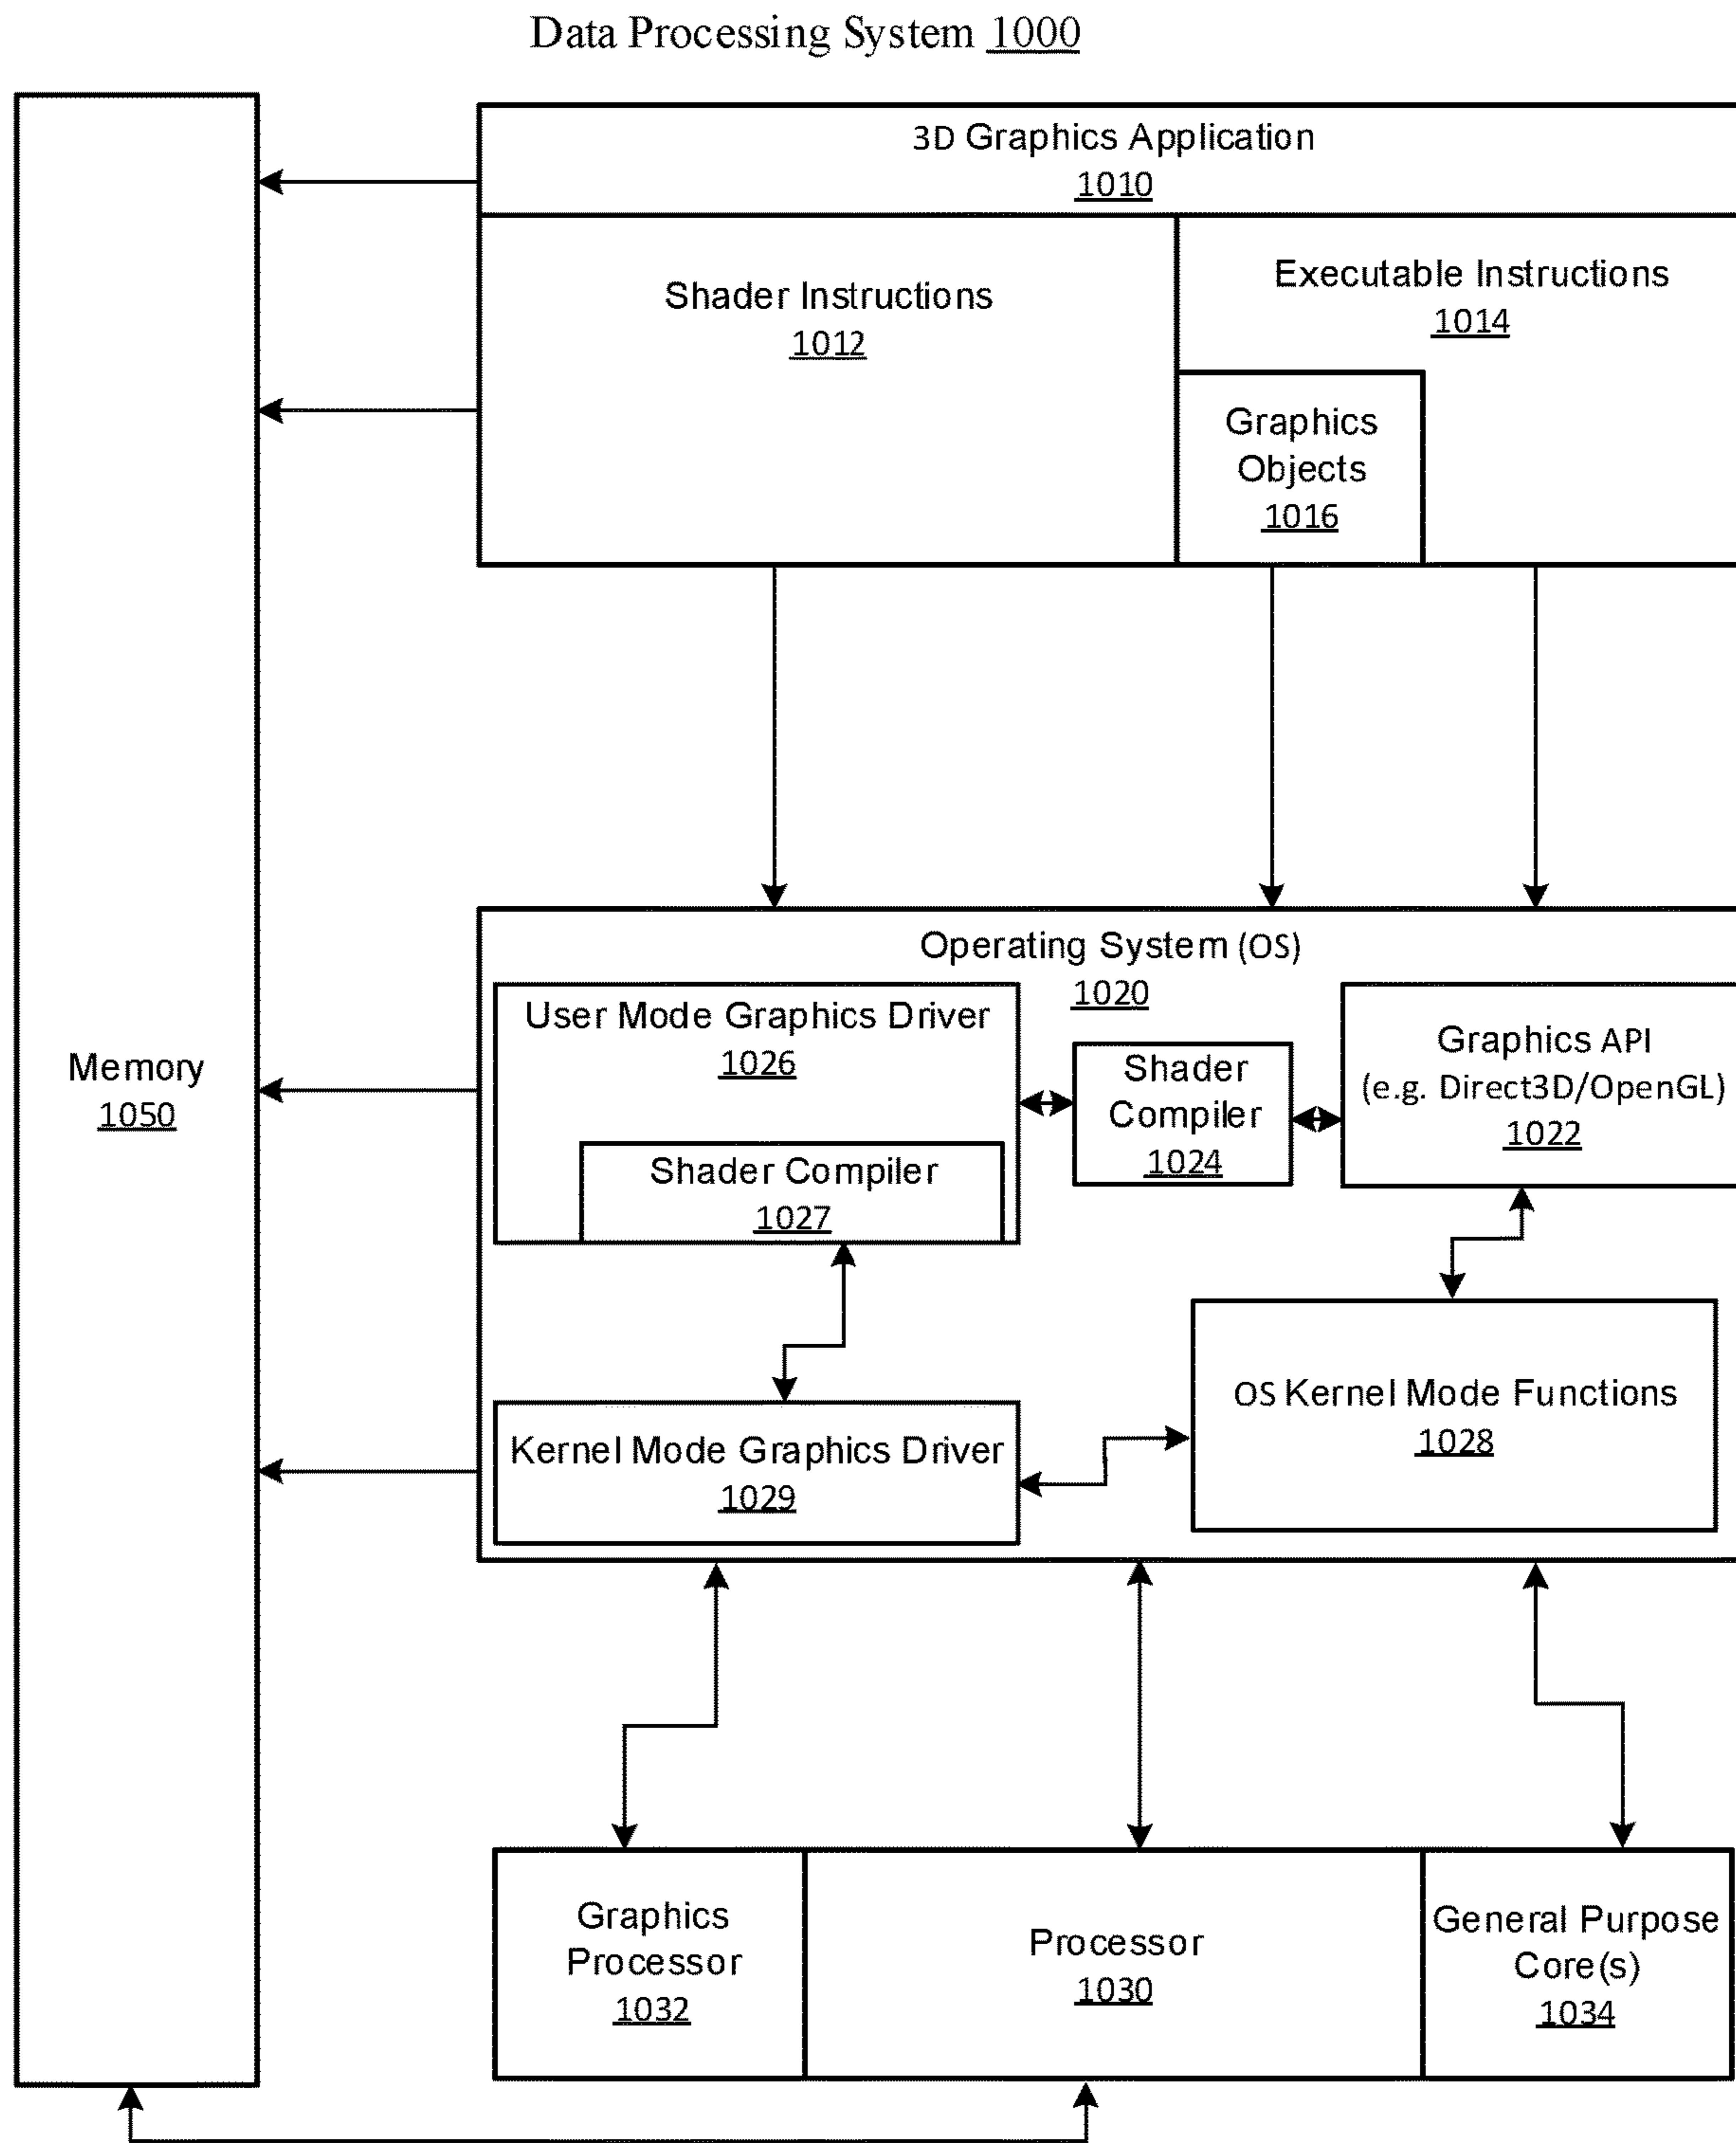 Data Processing System 1000
3D Graphics Application
1010
Shader Instructions
1012
Executable Instructions
1014
Graphics
Objects
1016
Operating System (OS)
1020
User Mode Graphics Driver
1026
Shader Compiler
1027
Shader
Compiler
1024
Graphics API
(e.g. Direct3D/OpenGL)
1022
Memory
1050
OS Kernel Mode Functions
1028
Kernel Mode Graphics Driver
1029
Graphics
Processor
1032
Processor
1030
General Purpose
Core(s)
1034